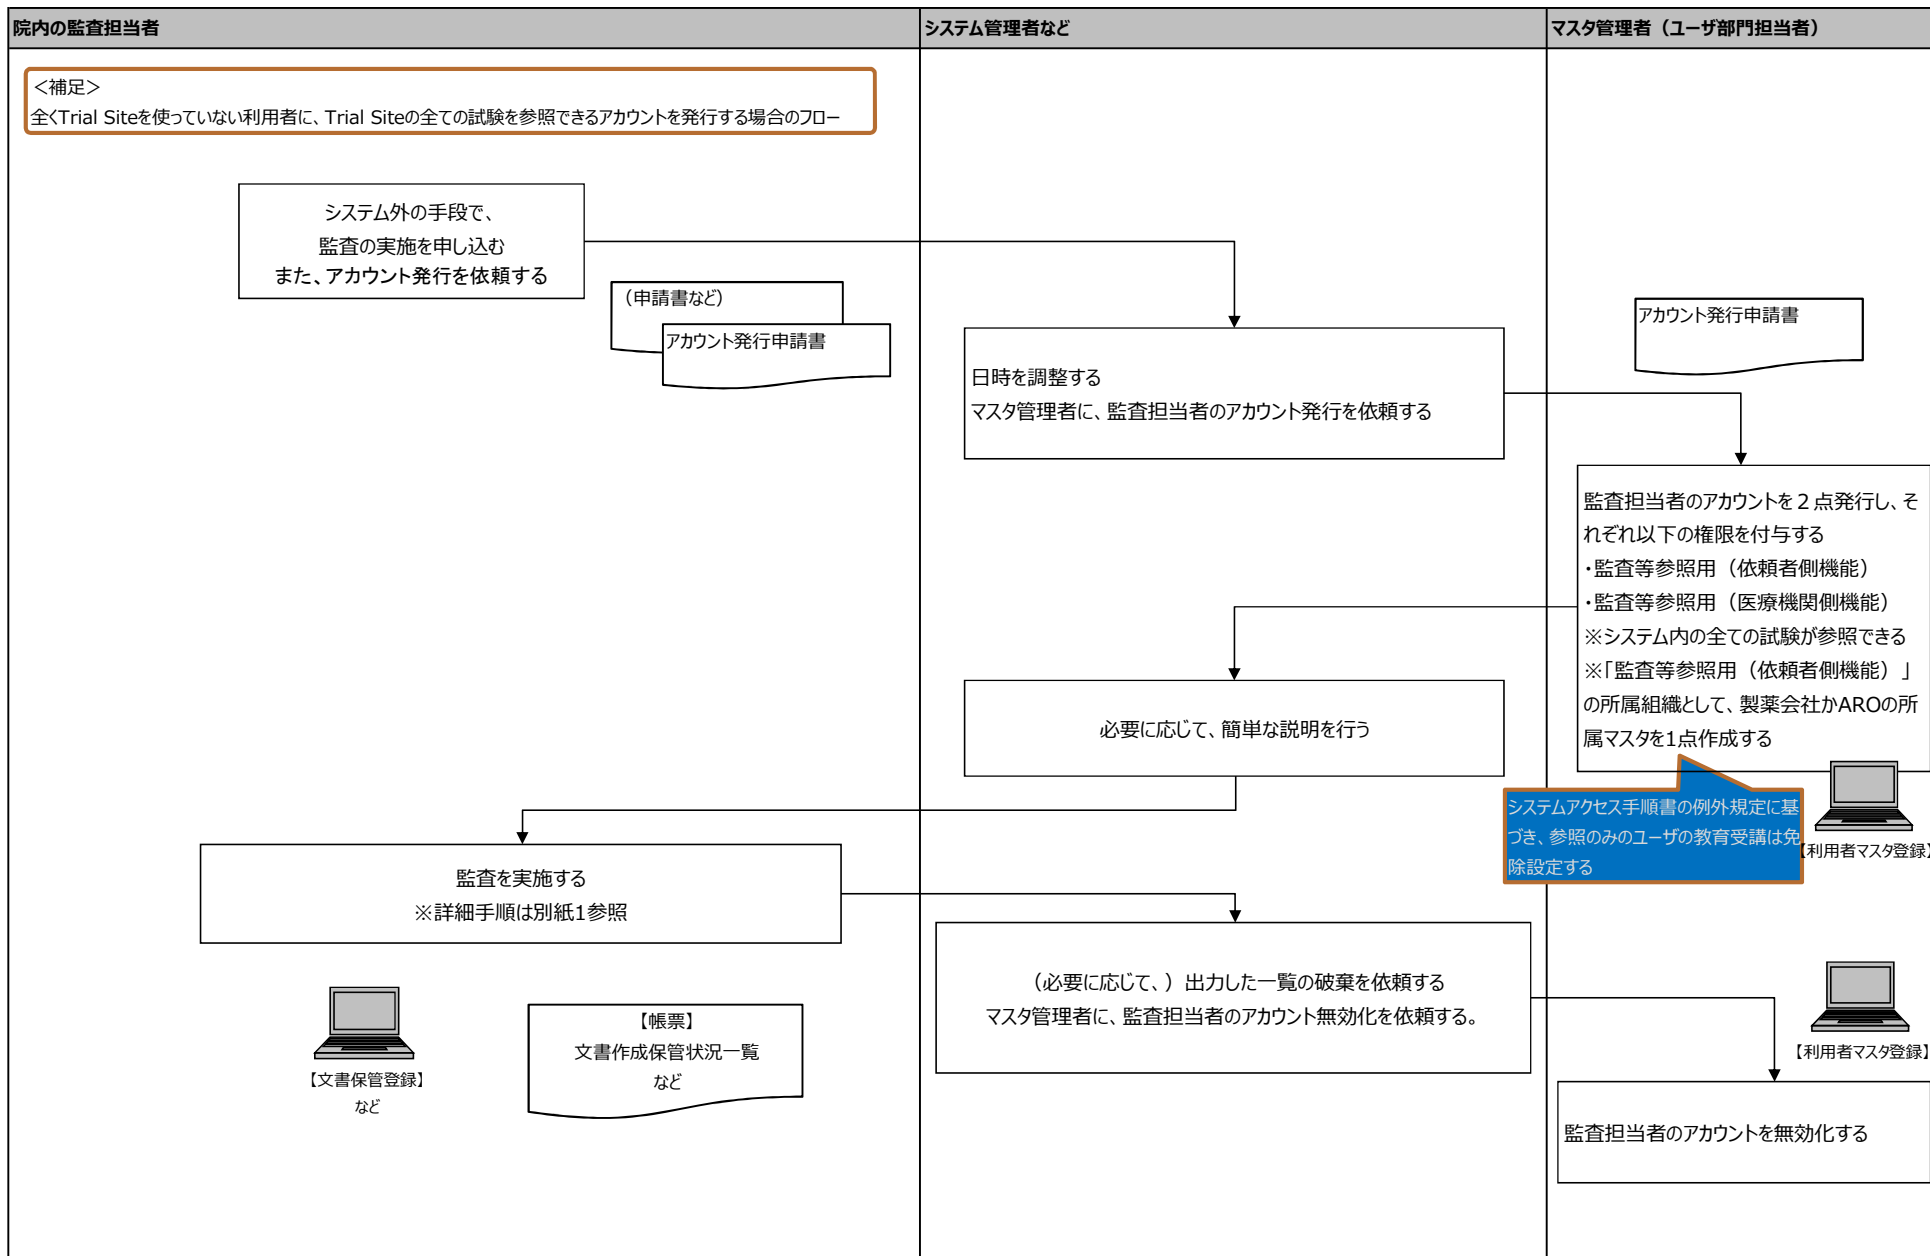 院内の監査担当者
システム管理者など
マスタ管理者（ユーザ部門担当者）
＜補足＞
全くTrial Siteを使っていない利用者に、Trial Siteの全ての試験を参照できるアカウントを発行する場合のフロー
システム外の手段で、
監査の実施を申し込む
また、アカウント発行を依頼する
（申請書など）
アカウント発行申請書
日時を調整する
マスタ管理者に、監査担当者のアカウント発行を依頼する
アカウント発行申請書
監査担当者のアカウントを２点発行し、そ
れぞれ以下の権限を付与する
・監査等参照用（依頼者側機能）
・監査等参照用（医療機関側機能）
※システム内の全ての試験が参照できる
※「監査等参照用（依頼者側機能）」
の所属組織として、製薬会社かAROの所
属マスタを1点作成する
システムアクセス手順書の例外規定に基
づき、参照のみのユーザの教育受講は免
除設定する
【利用者マスタ登録】
必要に応じて、簡単な説明を行う
監査を実施する
※詳細手順は別紙1参照
【文書保管登録】
など
【帳票】
文書作成保管状況一覧
など
（必要に応じて、）出力した一覧の破棄を依頼する
マスタ管理者に、監査担当者のアカウント無効化を依頼する。
【利用者マスタ登録】
監査担当者のアカウントを無効化する